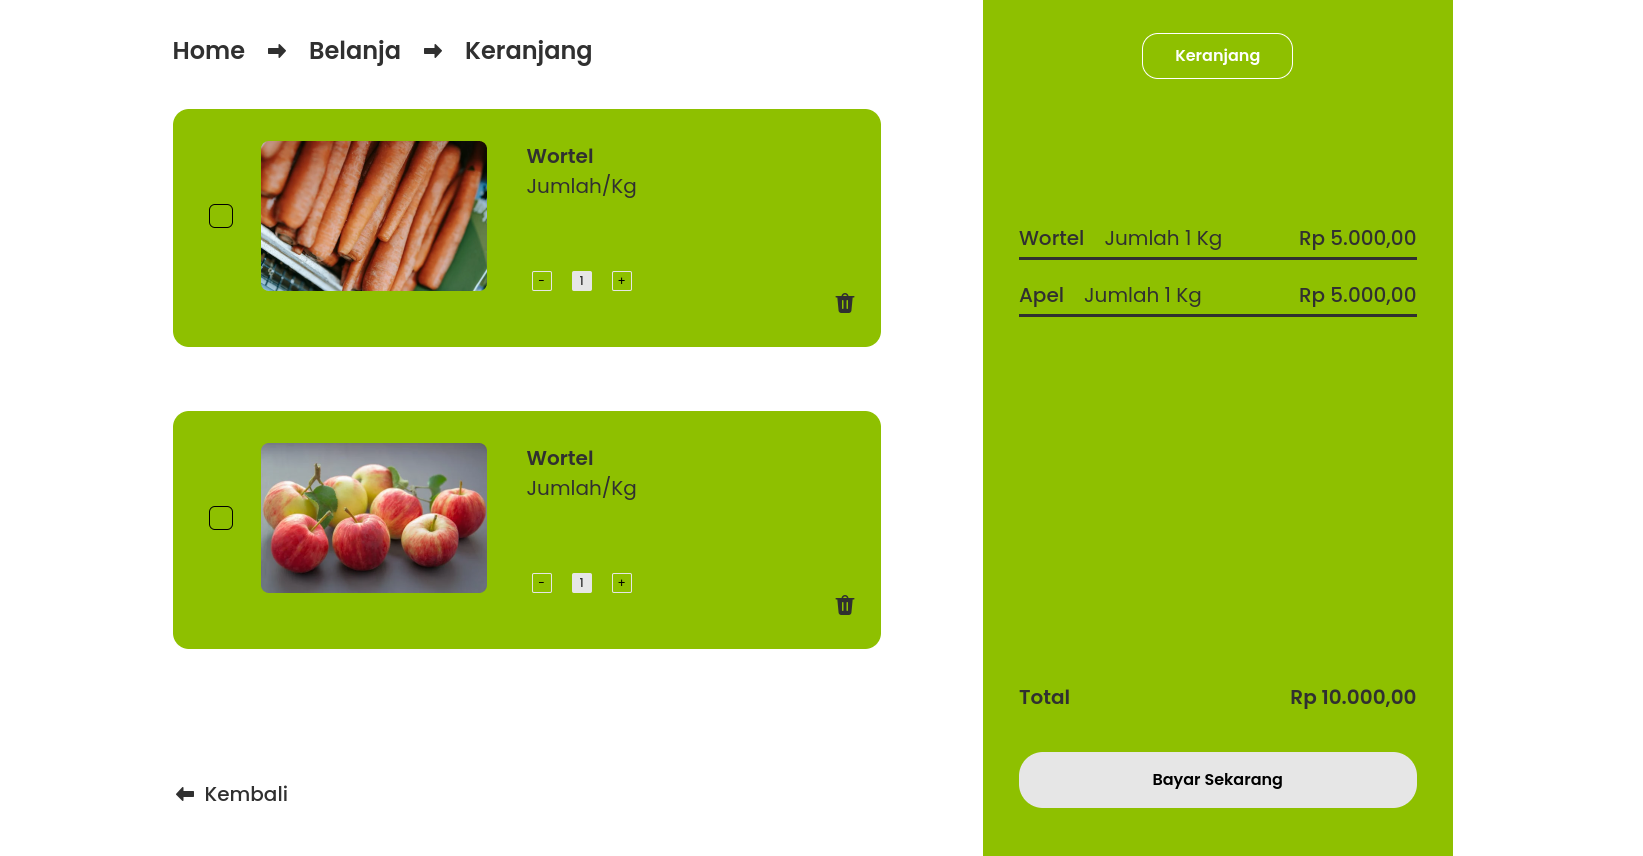 Home Belanja Keranjang
Wortel
Jumlah/Kg
- 1 +
Wortel
Jumlah/Kg
- 1 +
Kembali
Keranjang
Wortel Jumlah 1 Kg Rp 5.000,00
Apel Jumlah 1 Kg Rp 5.000,00
Total Rp 10.000,00
Bayar Sekarang